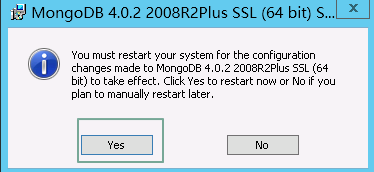 MongoDB 4.0.2 2008R2Plus SSL (64 bit) S...
You must restart your system for the configuration
changes made to MongoDB 4.0.2 2008R2Plus SSL (64
bit) to take effect. Click Yes to restart now or No if you
plan to manually restart later.
Yes
No